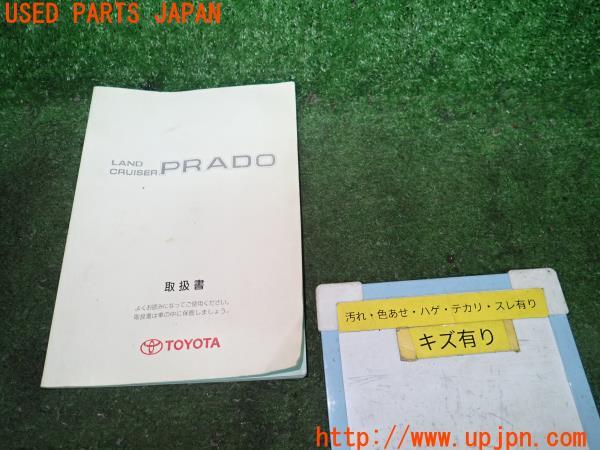 USED PARTS JAPAN
LAND
CRUISER PRADO
取扱書
よくお読みになってご使用ください。
取扱書は車の中に保管しましょう。
TOYOTA
汚れ・色あせ・ハゲ・テカリ・スレ有り
キズ有り
http://www.upjpn.com